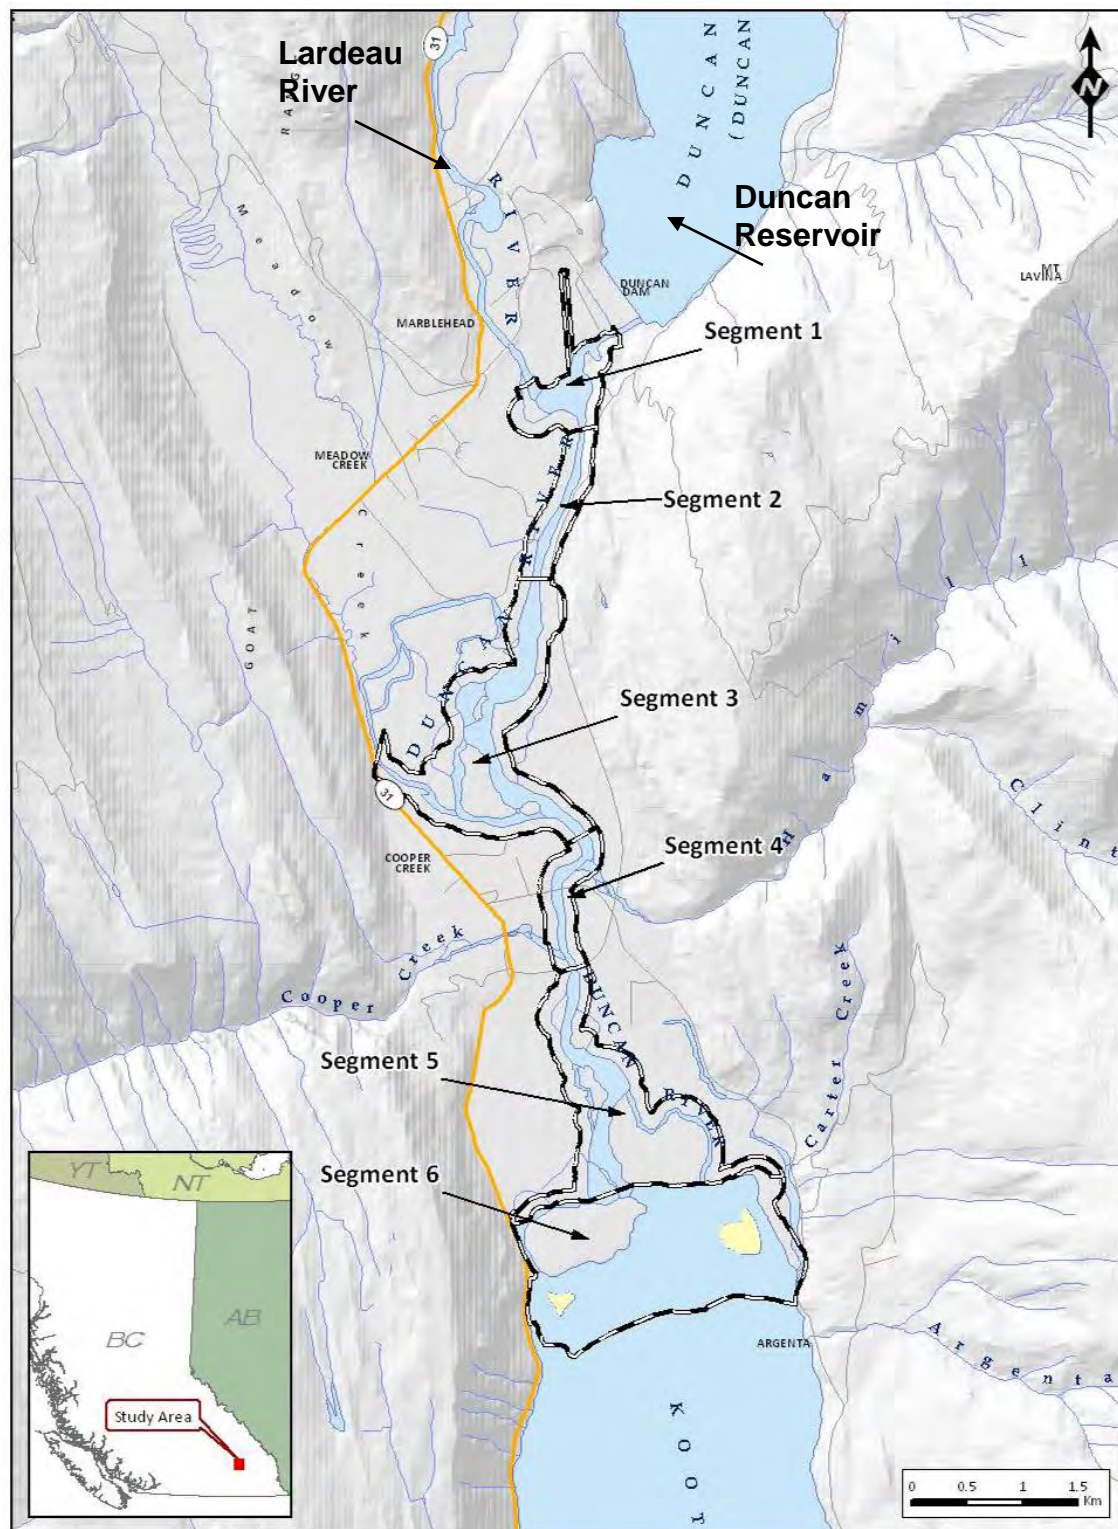 31
Lardeau
River
DUNCAN
(DUNCAN
RANGE
Meadow
RIVER
Duncan
Reservoir
DUNCAN
DAM
MT
LAVINA
MARBLEHEAD
Segment 1
MEADOW
CREEK
Segment 2
Creek
RIVER
GOAT
DUNCAN
Hamill
Segment 3
31
Clint
COOPER
CREEK
Segment 4
Cooper Creek
DUNCAN RIVER
Carter Creek
Segment 5
Segment 6
YT
NT
AB
BC
Study Area
ARGENTA
Argenta
KOOT
0 0.5 1 1.5
Km
N